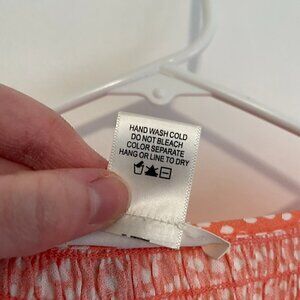 HAND WASH COLD
DO NOT BLEACH
COLOR SEPARATE
HANG OR LINE TO DRY